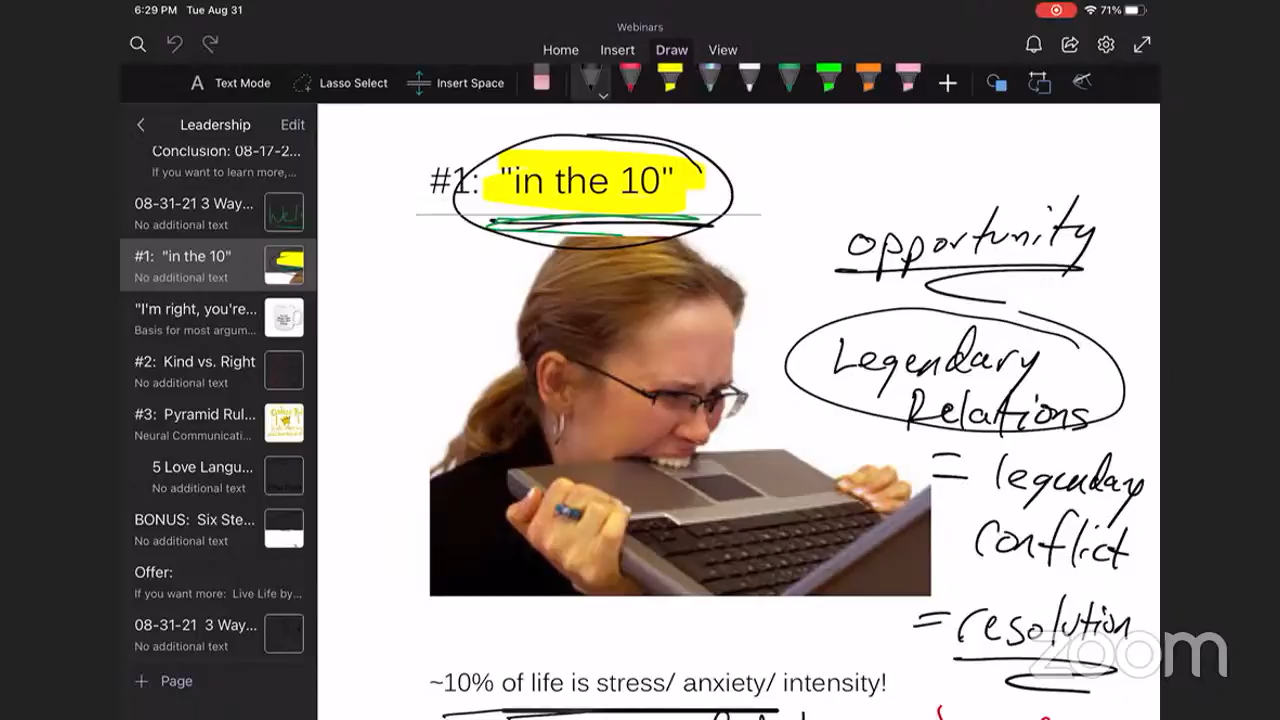 6:29 PM Tue Aug 31
71%
Webinars
Home Insert Draw View
Text Mode Lasso Select Insert Space
Leadership Edit
Conclusion: 08-17-2...
If you want to learn more,...
08-31-21 3 Way...
No additional text
#1: "in the 10"
No additional text
"I'm right, you're...
Basis for most argum...
#2: Kind vs. Right
No additional text
#3: Pyramid Rul...
Neural Communicati...
5 Love Langu...
No additional text
BONUS: Six Ste...
No additional text
Offer:
If you want more: Live Life by...
08-31-21 3 Way...
No additional text
+ Page
#1: "in the 10"
opportunity
Legendary
Relations
= legendary
conflict
= resolution
zoom
~10% of life is stress/ anxiety/ intensity!